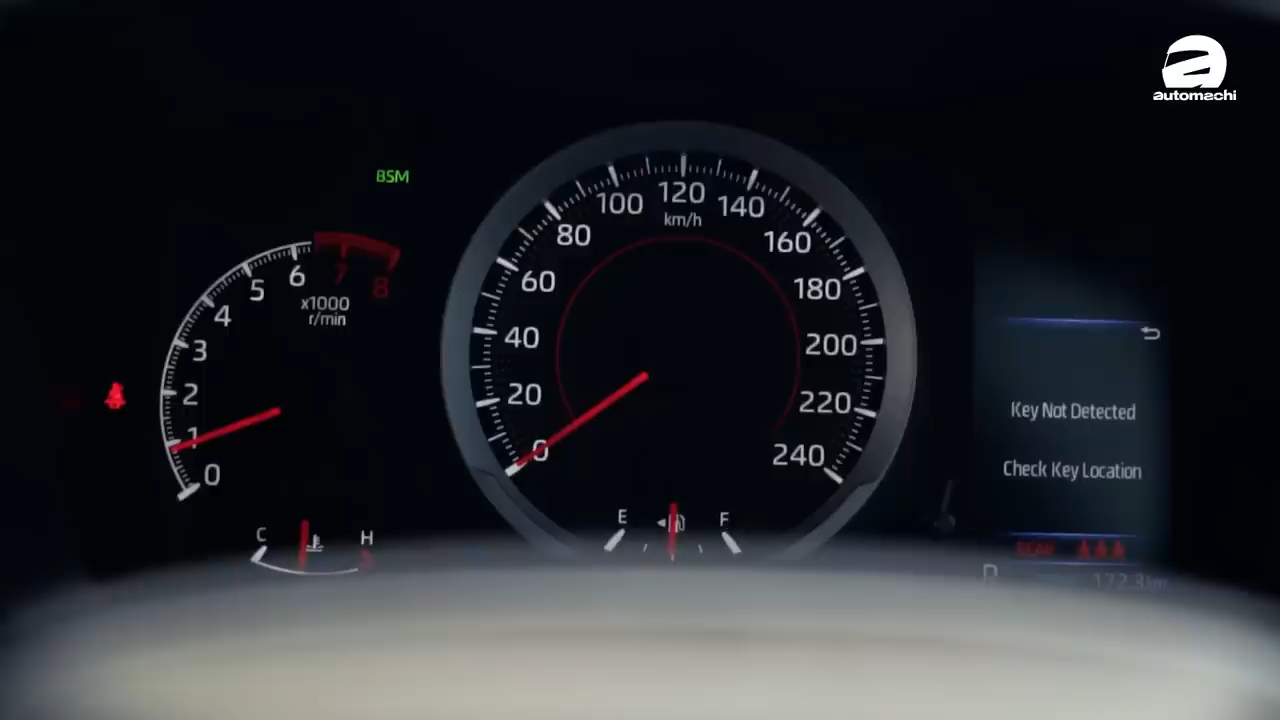 automachi
BSM
0
1
2
3
4
5
6
7
8
x1000
r/min
C
H
0
20
40
60
80
100
120
140
160
180
200
220
240
km/h
E
F
Key Not Detected
Check Key Location
REAR